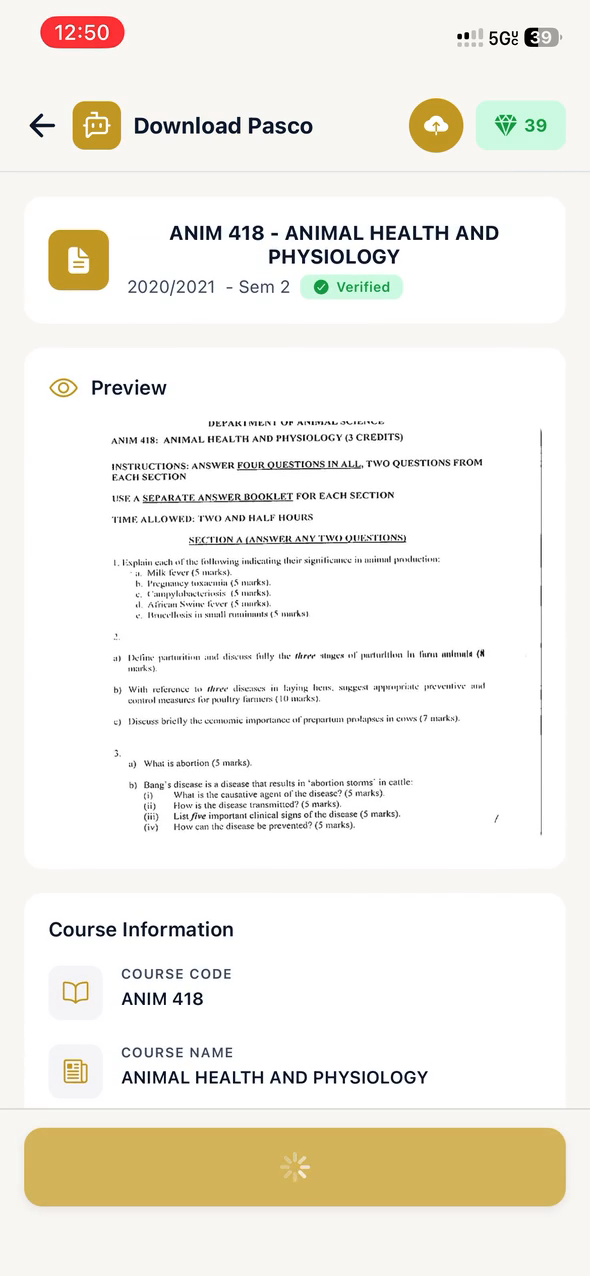 12:50
5G UC 39
Download Pasco
39
ANIM 418 - ANIMAL HEALTH AND
PHYSIOLOGY
2020/2021 - Sem 2 Verified
Preview
DEPARTMENT OF ANIMAL SCIENCE
ANIM 418: ANIMAL HEALTH AND PHYSIOLOGY (3 CREDITS)
INSTRUCTIONS: ANSWER FOUR QUESTIONS IN ALL, TWO QUESTIONS FROM
EACH SECTION
USE A SEPARATE ANSWER BOOKLET FOR EACH SECTION
TIME ALLOWED: TWO AND HALF HOURS
SECTION A (ANSWER ANY TWO QUESTIONS)
1. Explain each of the following indicating their significance in animal production:
a. Milk fever (5 marks).
b. Pregnancy toxaemia (5 marks).
c. Campylobacteriosis (5 marks).
d. African Swine fever (5 marks).
e. Brucellosis in small ruminants (5 marks)
2.
a) Define parturition and discuss fully the three stages of parturition in farm animals (8
marks).
b) With reference to three diseases in laying hens, suggest appropriate preventive and
control measures for poultry farmers (10 marks).
c) Discuss briefly the economic importance of prepartum prolapses in cows (7 marks).
3.
a) What is abortion (5 marks).
b) Bang's disease is a disease that results in 'abortion storms' in cattle:
(i) What is the causative agent of the disease? (5 marks).
(ii) How is the disease transmitted? (5 marks).
(iii) List five important clinical signs of the disease (5 marks).
(iv) How can the disease be prevented? (5 marks).
Course Information
COURSE CODE
ANIM 418
COURSE NAME
ANIMAL HEALTH AND PHYSIOLOGY